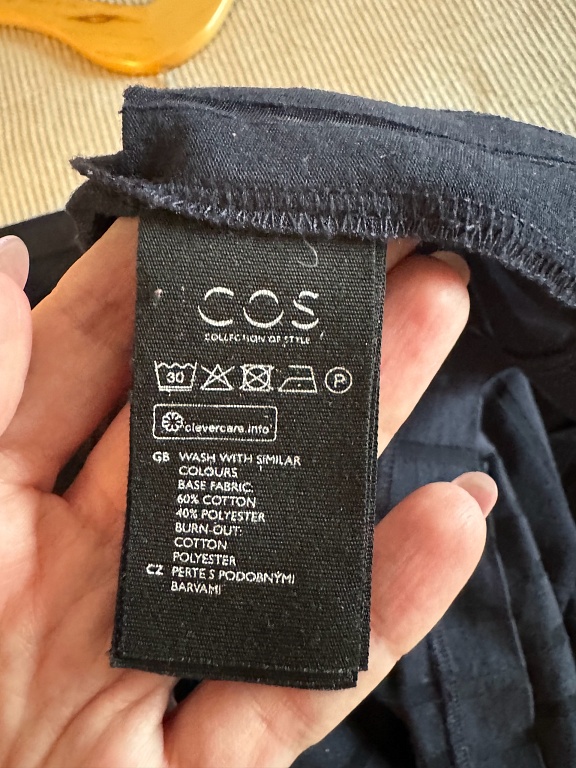 COS
COLLECTION OF STYLE
30 P
clevercare.info
GB WASH WITH SIMILAR
COLOURS
BASE FABRIC:
60% COTTON
40% POLYESTER
BURN-OUT:
COTTON
POLYESTER
CZ PERTE S PODOBNÝMI
BARVAMI